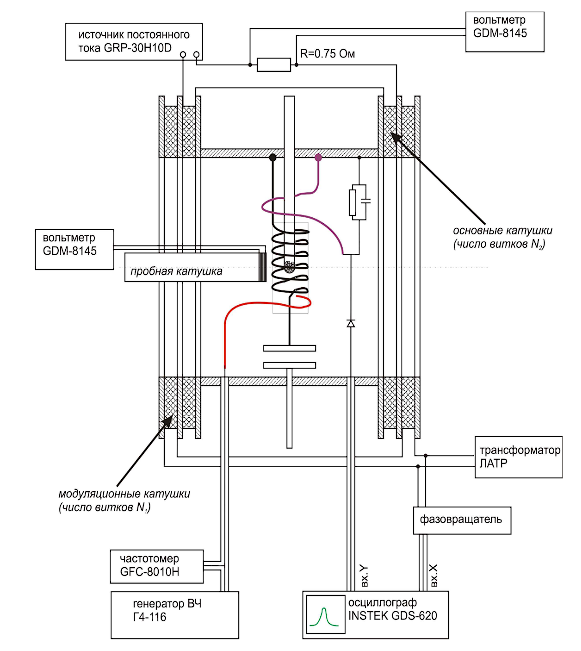 источник постоянного
тока GRP-30H10D
R=0.75 Ом
вольтметр
GDM-8145
основные катушки
(число витков N₂)
вольтметр
GDM-8145
пробная катушка
модуляционные катушки
(число витков N₁)
трансформатор
ЛАТР
фазовращатель
частотомер
GFC-8010H
генератор ВЧ
Г4-116
вх.Y
вх.X
осциллограф
INSTEK GDS-620